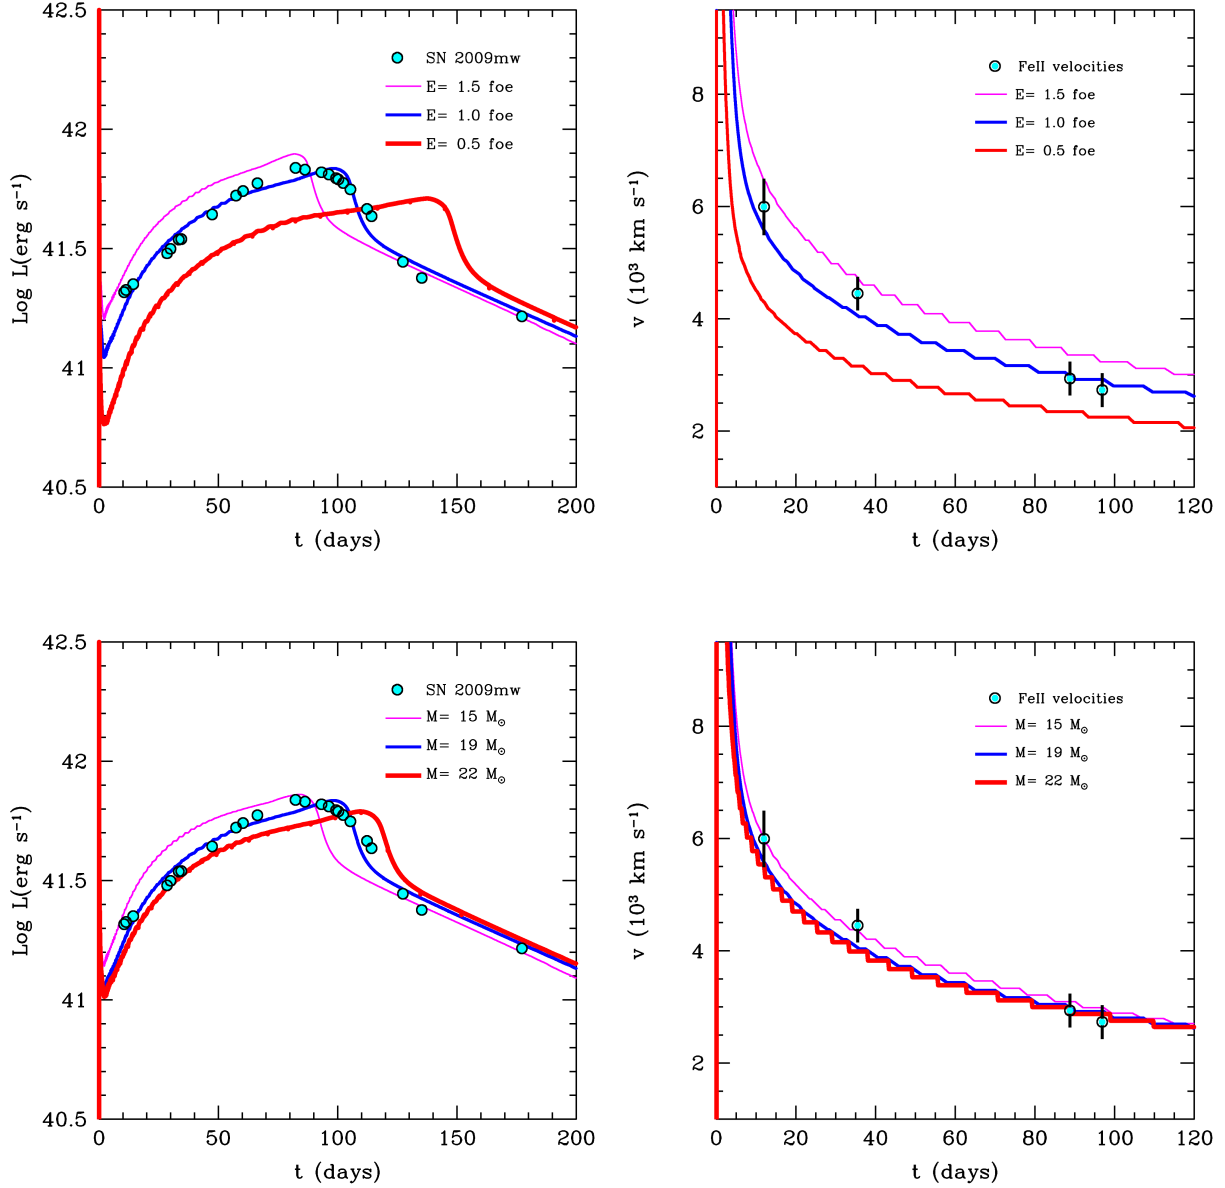 42.5
42
41.5
41
40.5
Log L(erg s⁻¹)
SN 2009mw
E= 1.5 foe
E= 1.0 foe
E= 0.5 foe
0 50 100 150 200
t (days)
8
6
4
2
v (10³ km s⁻¹)
FeII velocities
E= 1.5 foe
E= 1.0 foe
E= 0.5 foe
0 20 40 60 80 100 120
t (days)
42.5
42
41.5
41
40.5
Log L(erg s⁻¹)
SN 2009mw
M= 15 M⊙
M= 19 M⊙
M= 22 M⊙
0 50 100 150 200
t (days)
8
6
4
2
v (10³ km s⁻¹)
FeII velocities
M= 15 M⊙
M= 19 M⊙
M= 22 M⊙
0 20 40 60 80 100 120
t (days)